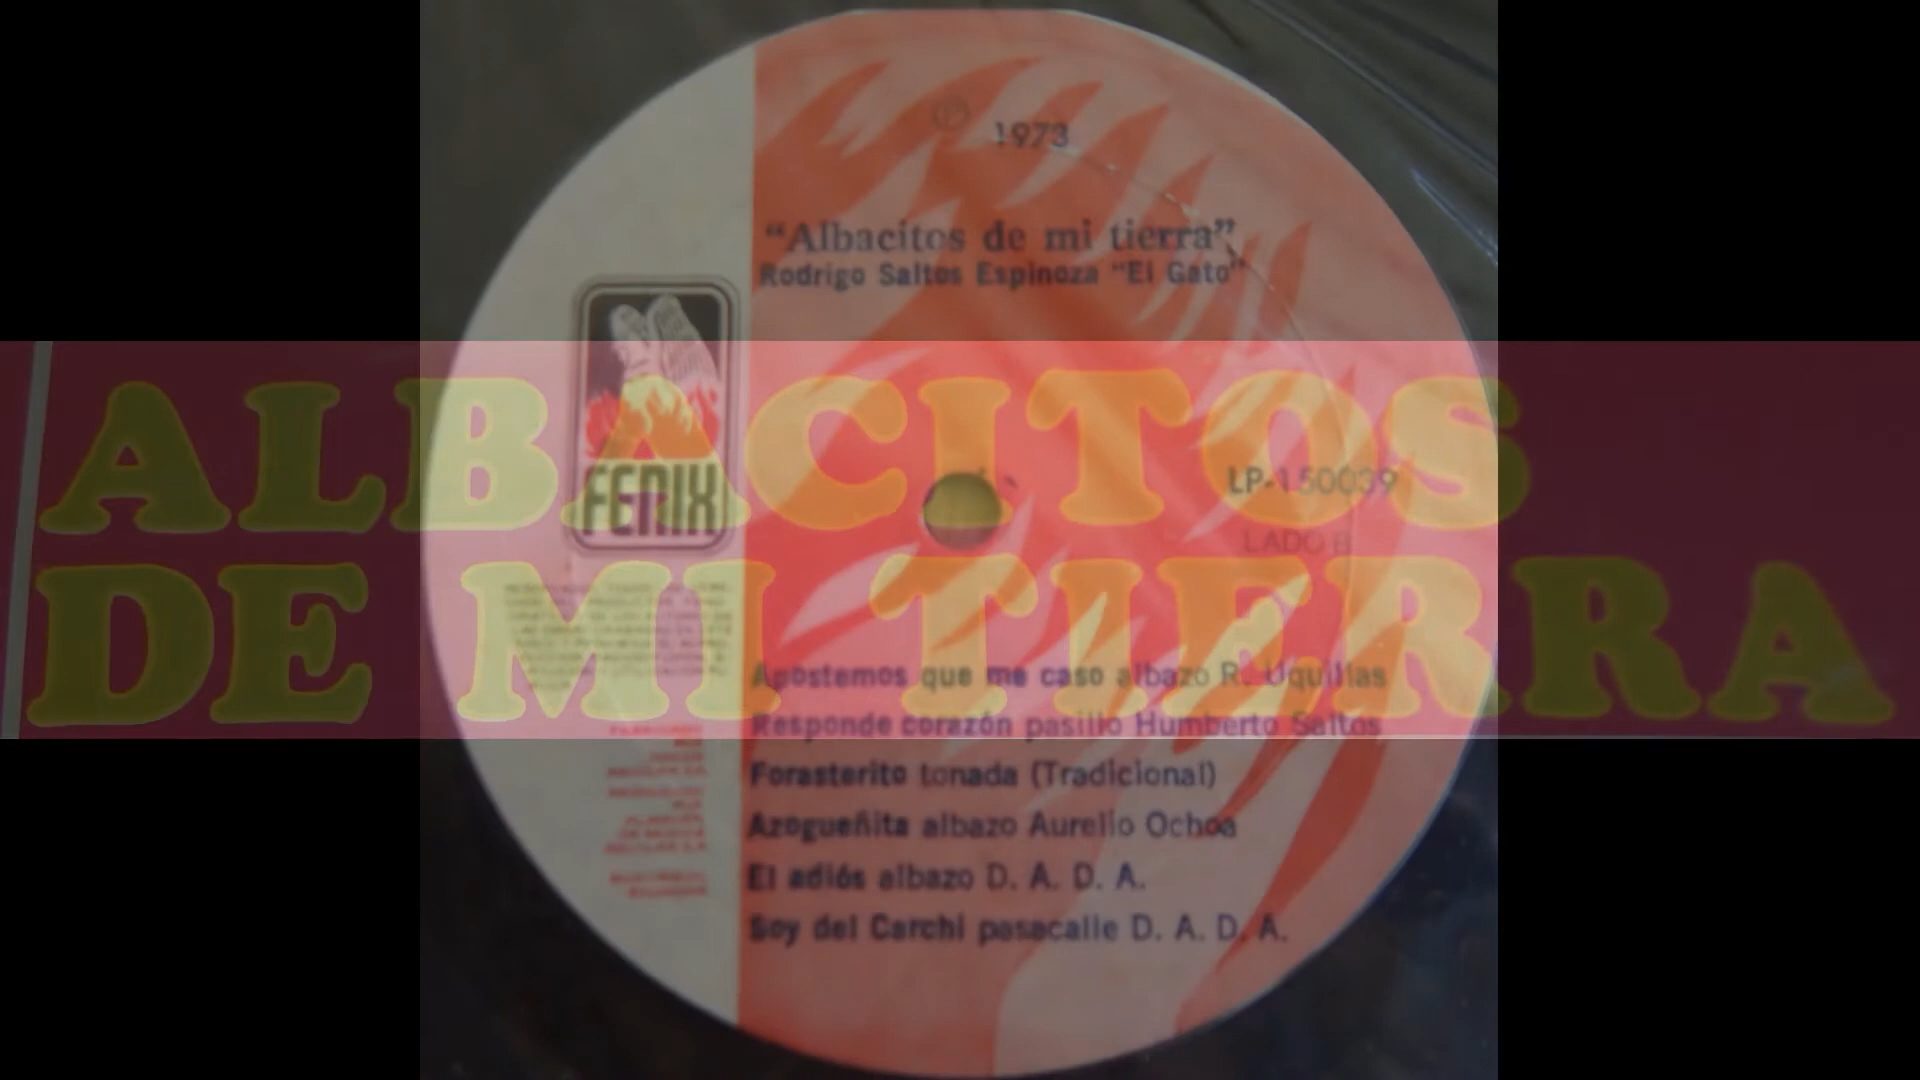 Ⓟ 1973
“Albacitos de mi tierra”
Rodrigo Saltos Espinoza “El Gato”
FENIX
ALBACITOS
DE MI TIERRA
LP-150039
LADO B
Apostemos que me caso albazo R. Uquillas
Responde corazón pasillo Humberto Saltos
Forasterito tonada (Tradicional)
Azogueñita albazo Aurelio Ochoa
El adiós albazo D. A. D. A.
Soy del Carchi pasacalle D. A. D. A.